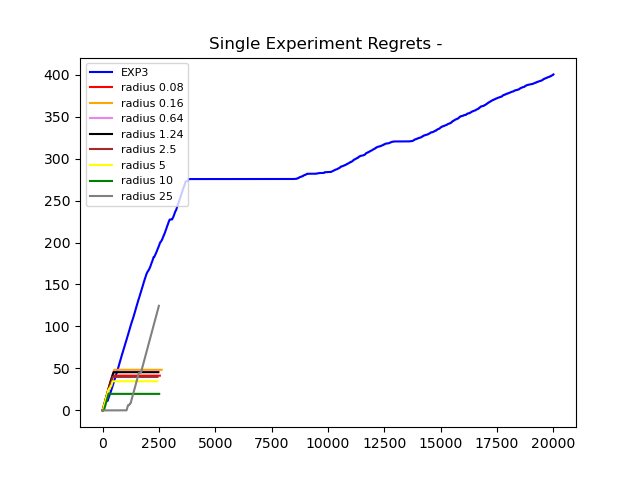 Single Experiment Regrets -
EXP3
radius 0.08
radius 0.16
radius 0.64
radius 1.24
radius 2.5
radius 5
radius 10
radius 25
400
350
300
250
200
150
100
50
0
0 2500 5000 7500 10000 12500 15000 17500 20000